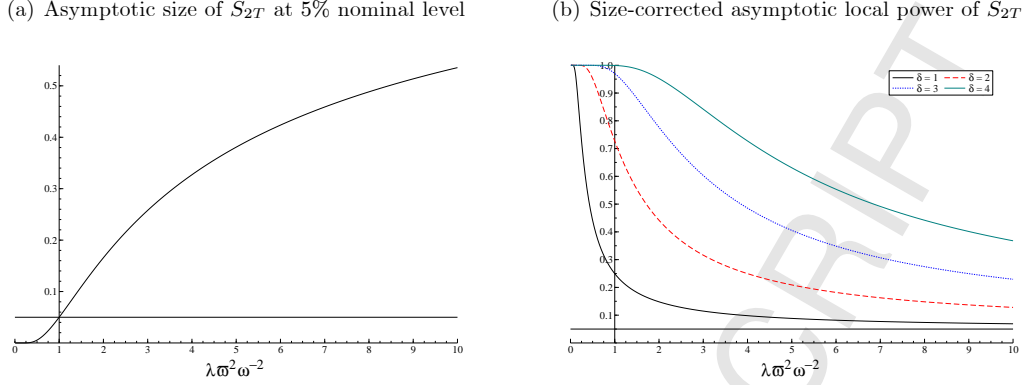 (a) Asymptotic size of S2T at 5% nominal level
(b) Size-corrected asymptotic local power of S2T
0.5
0.4
0.3
0.2
0.1
0 1 2 3 4 5 6 7 8 9 10
λϖ²ω⁻²
1.0
0.9
0.8
0.7
0.6
0.5
0.4
0.3
0.2
0.1
δ = 1 δ = 2
δ = 3 δ = 4
0 1 2 3 4 5 6 7 8 9 10
λϖ²ω⁻²
CRIPT